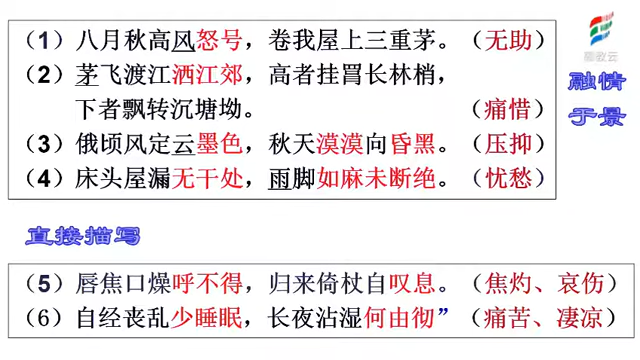 （1）八月秋高风怒号，卷我屋上三重茅。（无助）
（2）茅飞渡江洒江郊，高者挂罥长林梢，
下者飘转沉塘坳。（痛惜）
（3）俄顷风定云墨色，秋天漠漠向昏黑。（压抑）
（4）床头屋漏无干处，雨脚如麻未断绝。（忧愁）
融情
于景
直接描写
（5）唇焦口燥呼不得，归来倚杖自叹息。（焦灼、哀伤）
（6）自经丧乱少睡眠，长夜沾湿何由彻”（痛苦、凄凉）